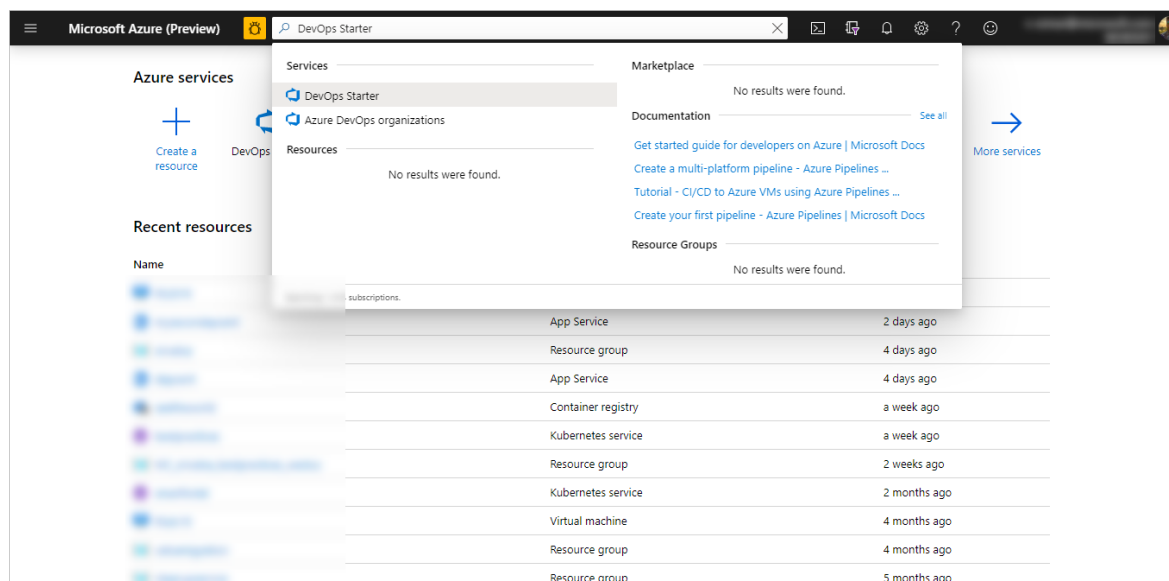 Microsoft Azure (Preview)
DevOps Starter
Azure services
Create a
resource
DevOps
More services
Services
DevOps Starter
Azure DevOps organizations
Resources
No results were found.
Marketplace
No results were found.
Documentation
See all
Get started guide for developers on Azure | Microsoft Docs
Create a multi-platform pipeline - Azure Pipelines ...
Tutorial - CI/CD to Azure VMs using Azure Pipelines ...
Create your first pipeline - Azure Pipelines | Microsoft Docs
Resource Groups
No results were found.
subscriptions.
Recent resources
Name
App Service 2 days ago
Resource group 4 days ago
App Service 4 days ago
Container registry a week ago
Kubernetes service a week ago
Resource group 2 weeks ago
Kubernetes service 2 months ago
Virtual machine 4 months ago
Resource group 4 months ago
Resource group 5 months ago